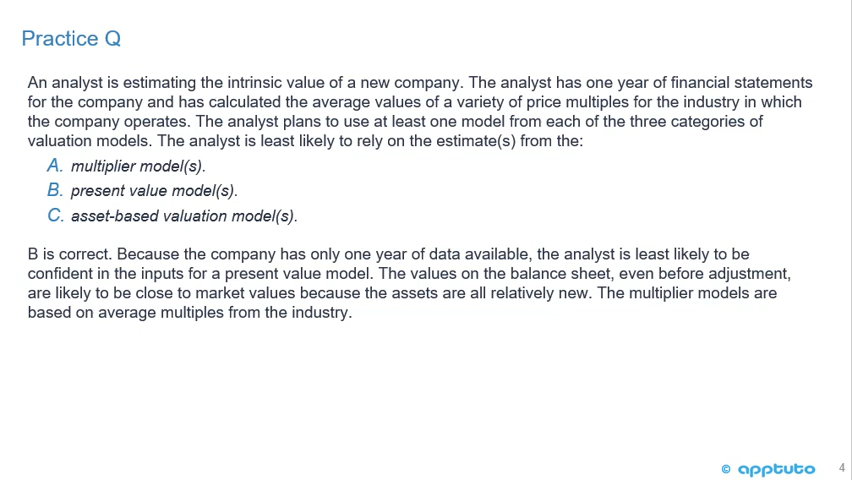 Practice Q
An analyst is estimating the intrinsic value of a new company. The analyst has one year of financial statements
for the company and has calculated the average values of a variety of price multiples for the industry in which
the company operates. The analyst plans to use at least one model from each of the three categories of
valuation models. The analyst is least likely to rely on the estimate(s) from the:
A. multiplier model(s).
B. present value model(s).
C. asset-based valuation model(s).
B is correct. Because the company has only one year of data available, the analyst is least likely to be
confident in the inputs for a present value model. The values on the balance sheet, even before adjustment,
are likely to be close to market values because the assets are all relatively new. The multiplier models are
based on average multiples from the industry.
© apptuto 4